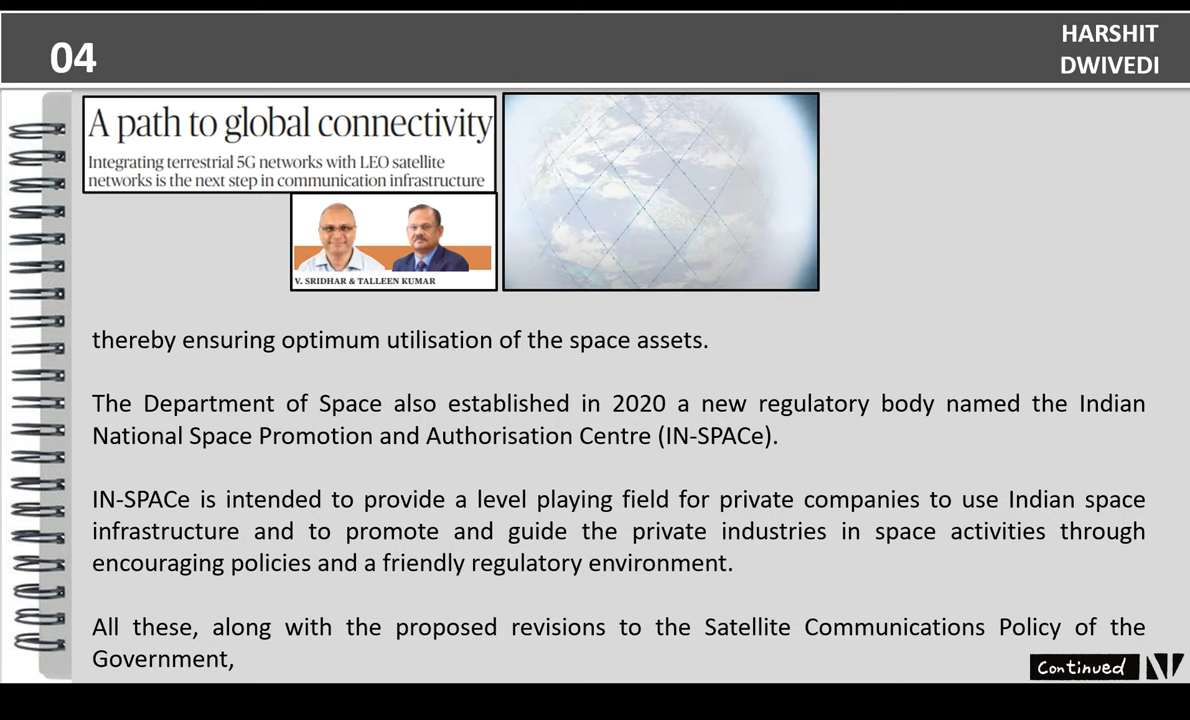 04
HARSHIT
DWIVEDI
A path to global connectivity
Integrating terrestrial 5G networks with LEO satellite
networks is the next step in communication infrastructure
V. SRIDHAR & TALLEEN KUMAR
thereby ensuring optimum utilisation of the space assets.
The Department of Space also established in 2020 a new regulatory body named the Indian
National Space Promotion and Authorisation Centre (IN-SPACe).
IN-SPACe is intended to provide a level playing field for private companies to use Indian space
infrastructure and to promote and guide the private industries in space activities through
encouraging policies and a friendly regulatory environment.
All these, along with the proposed revisions to the Satellite Communications Policy of the
Government,
Continued